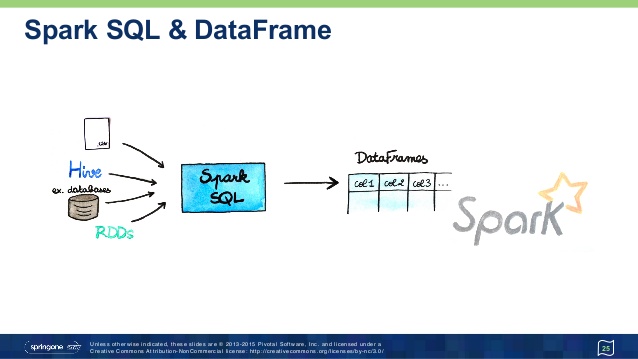 Spark SQL & DataFrame
Hive
ex. databases
RDDs
Spark
SQL
DataFrames
col1 col2 col3 ...
Spark
springone
Unless otherwise indicated, these slides are © 2013-2015 Pivotal Software, Inc. and licensed under a
Creative Commons Attribution-NonCommercial license: http://creativecommons.org/licenses/by-nc/3.0/
25